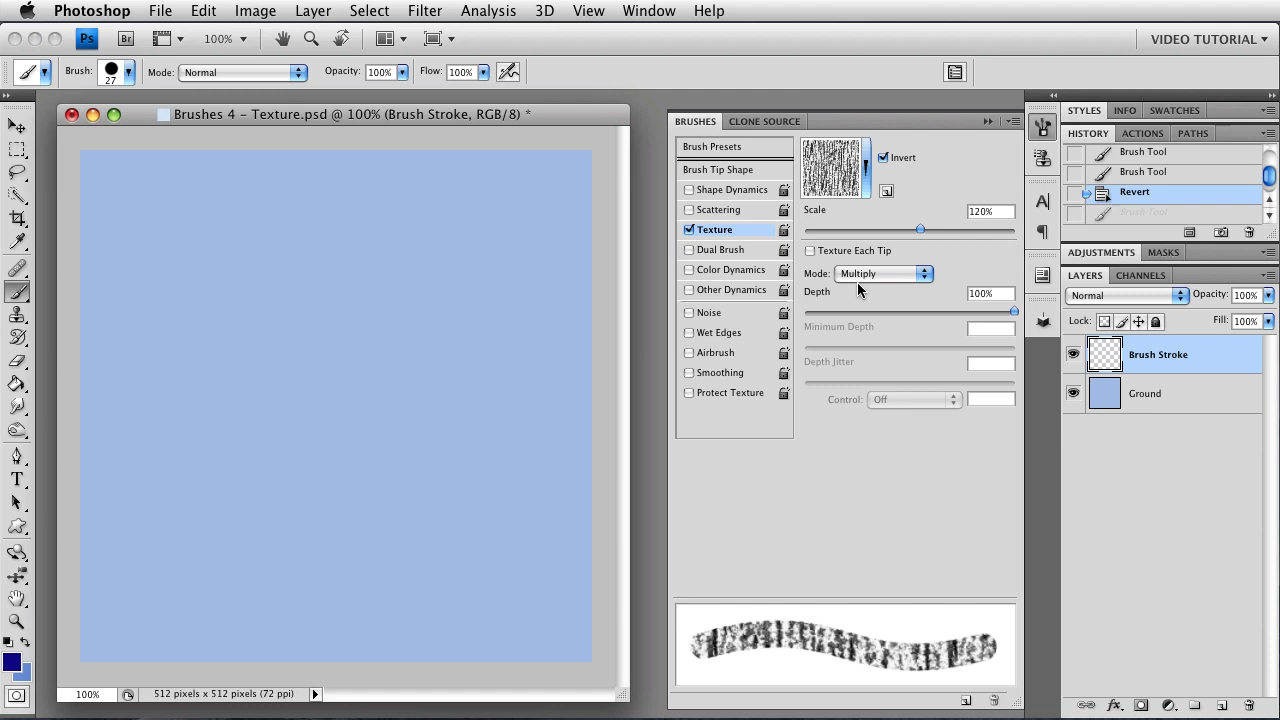 Photoshop File Edit Image Layer Select Filter Analysis 3D View Window Help
Ps Br 100% VIDEO TUTORIAL
Brush: 27 Mode: Normal Opacity: 100% Flow: 100%
Brushes 4 – Texture.psd @ 100% (Brush Stroke, RGB/8) *
100% 512 pixels x 512 pixels (72 ppi)
BRUSHES CLONE SOURCE
Brush Presets
Brush Tip Shape
Shape Dynamics
Scattering
Texture
Dual Brush
Color Dynamics
Other Dynamics
Noise
Wet Edges
Airbrush
Smoothing
Protect Texture
Invert
Scale 120%
Texture Each Tip
Mode: Multiply
Depth 100%
Minimum Depth
Depth Jitter
Control: Off
STYLES INFO SWATCHES
HISTORY ACTIONS PATHS
Brush Tool
Brush Tool
Revert
Brush Tool
ADJUSTMENTS MASKS
LAYERS CHANNELS
Normal Opacity: 100%
Lock: Fill: 100%
Brush Stroke
Ground